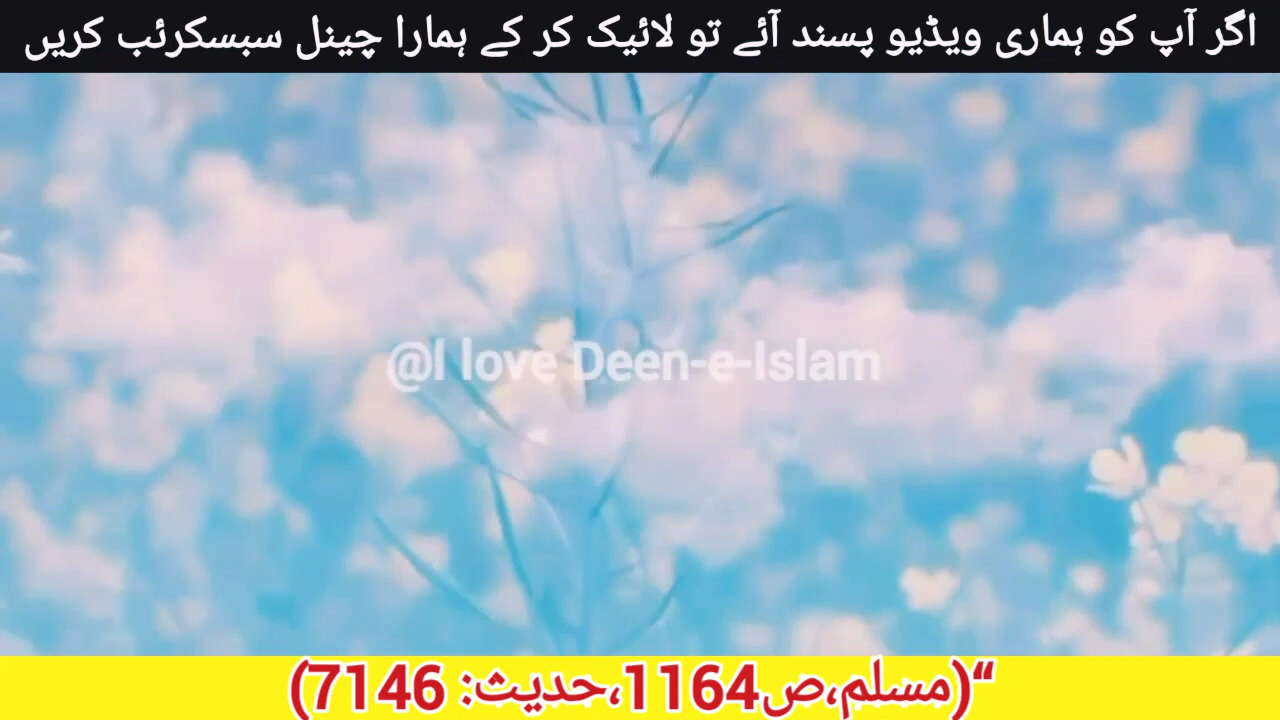 اگر آپ کو ہماری ویڈیو پسند آئے تو لائیک کر کے ہمارا چینل سبسکرئب کریں
@I love Deen-e-Islam
“(مسلم،ص1164،حدیث: 7146)